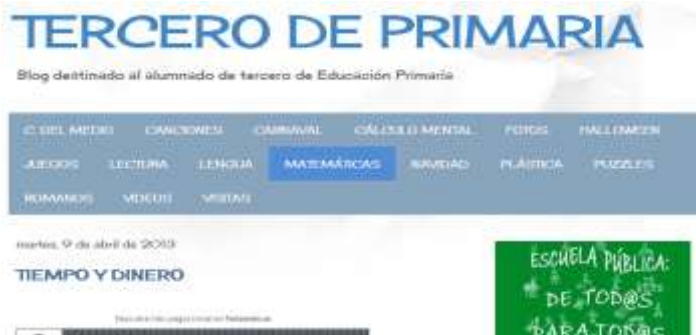 TERCERO DE PRIMARIA
Blog destinado al alumnado de tercero de Educación Primaria
C. DEL MEDIO CANCIONES CARNAVAL CÁLCULO MENTAL FOTOS HALLOWEEN
JUEGOS LECTURA LENGUA MATEMÁTICAS NAVIDAD PLÁSTICA PUZZLES
ROMANOS VIDEOS VISITAS
martes, 9 de abril de 2013
TIEMPO Y DINERO
ESCUELA PÚBLICA:
DE TOD@S
PARA TOD@S